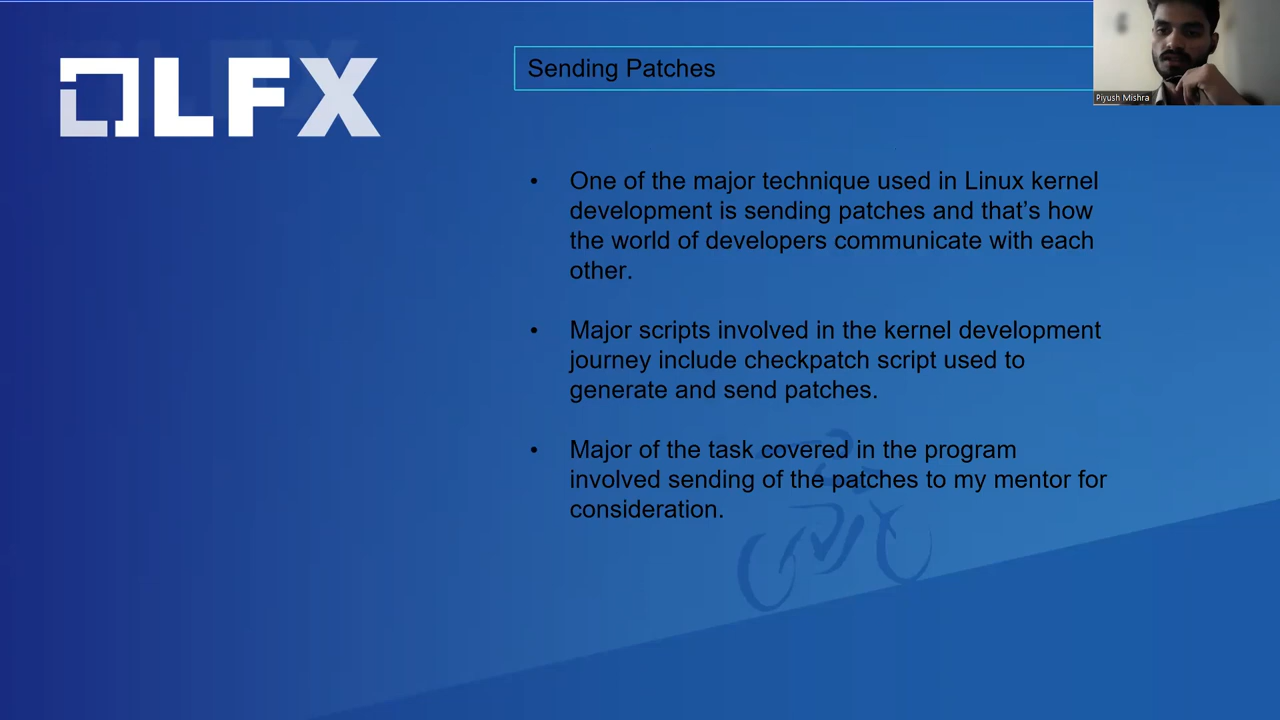 LFX
Sending Patches
Piyush Mishra
• One of the major technique used in Linux kernel
development is sending patches and that’s how
the world of developers communicate with each
other.
• Major scripts involved in the kernel development
journey include checkpatch script used to
generate and send patches.
• Major of the task covered in the program
involved sending of the patches to my mentor for
consideration.